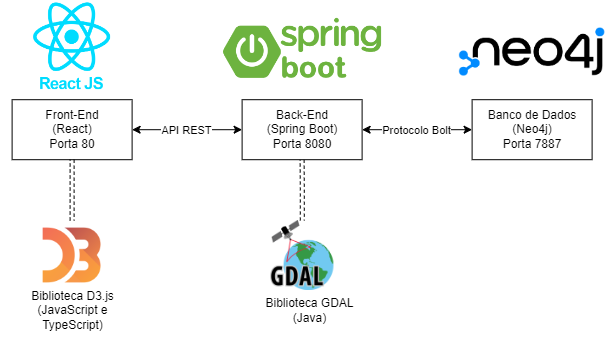 React JS
spring
boot
neo4j
Front-End
(React)
Porta 80
API REST
Back-End
(Spring Boot)
Porta 8080
Protocolo Bolt
Banco de Dados
(Neo4j)
Porta 7887
D3
Biblioteca D3.js
(JavaScript e
TypeScript)
GDAL
Biblioteca GDAL
(Java)